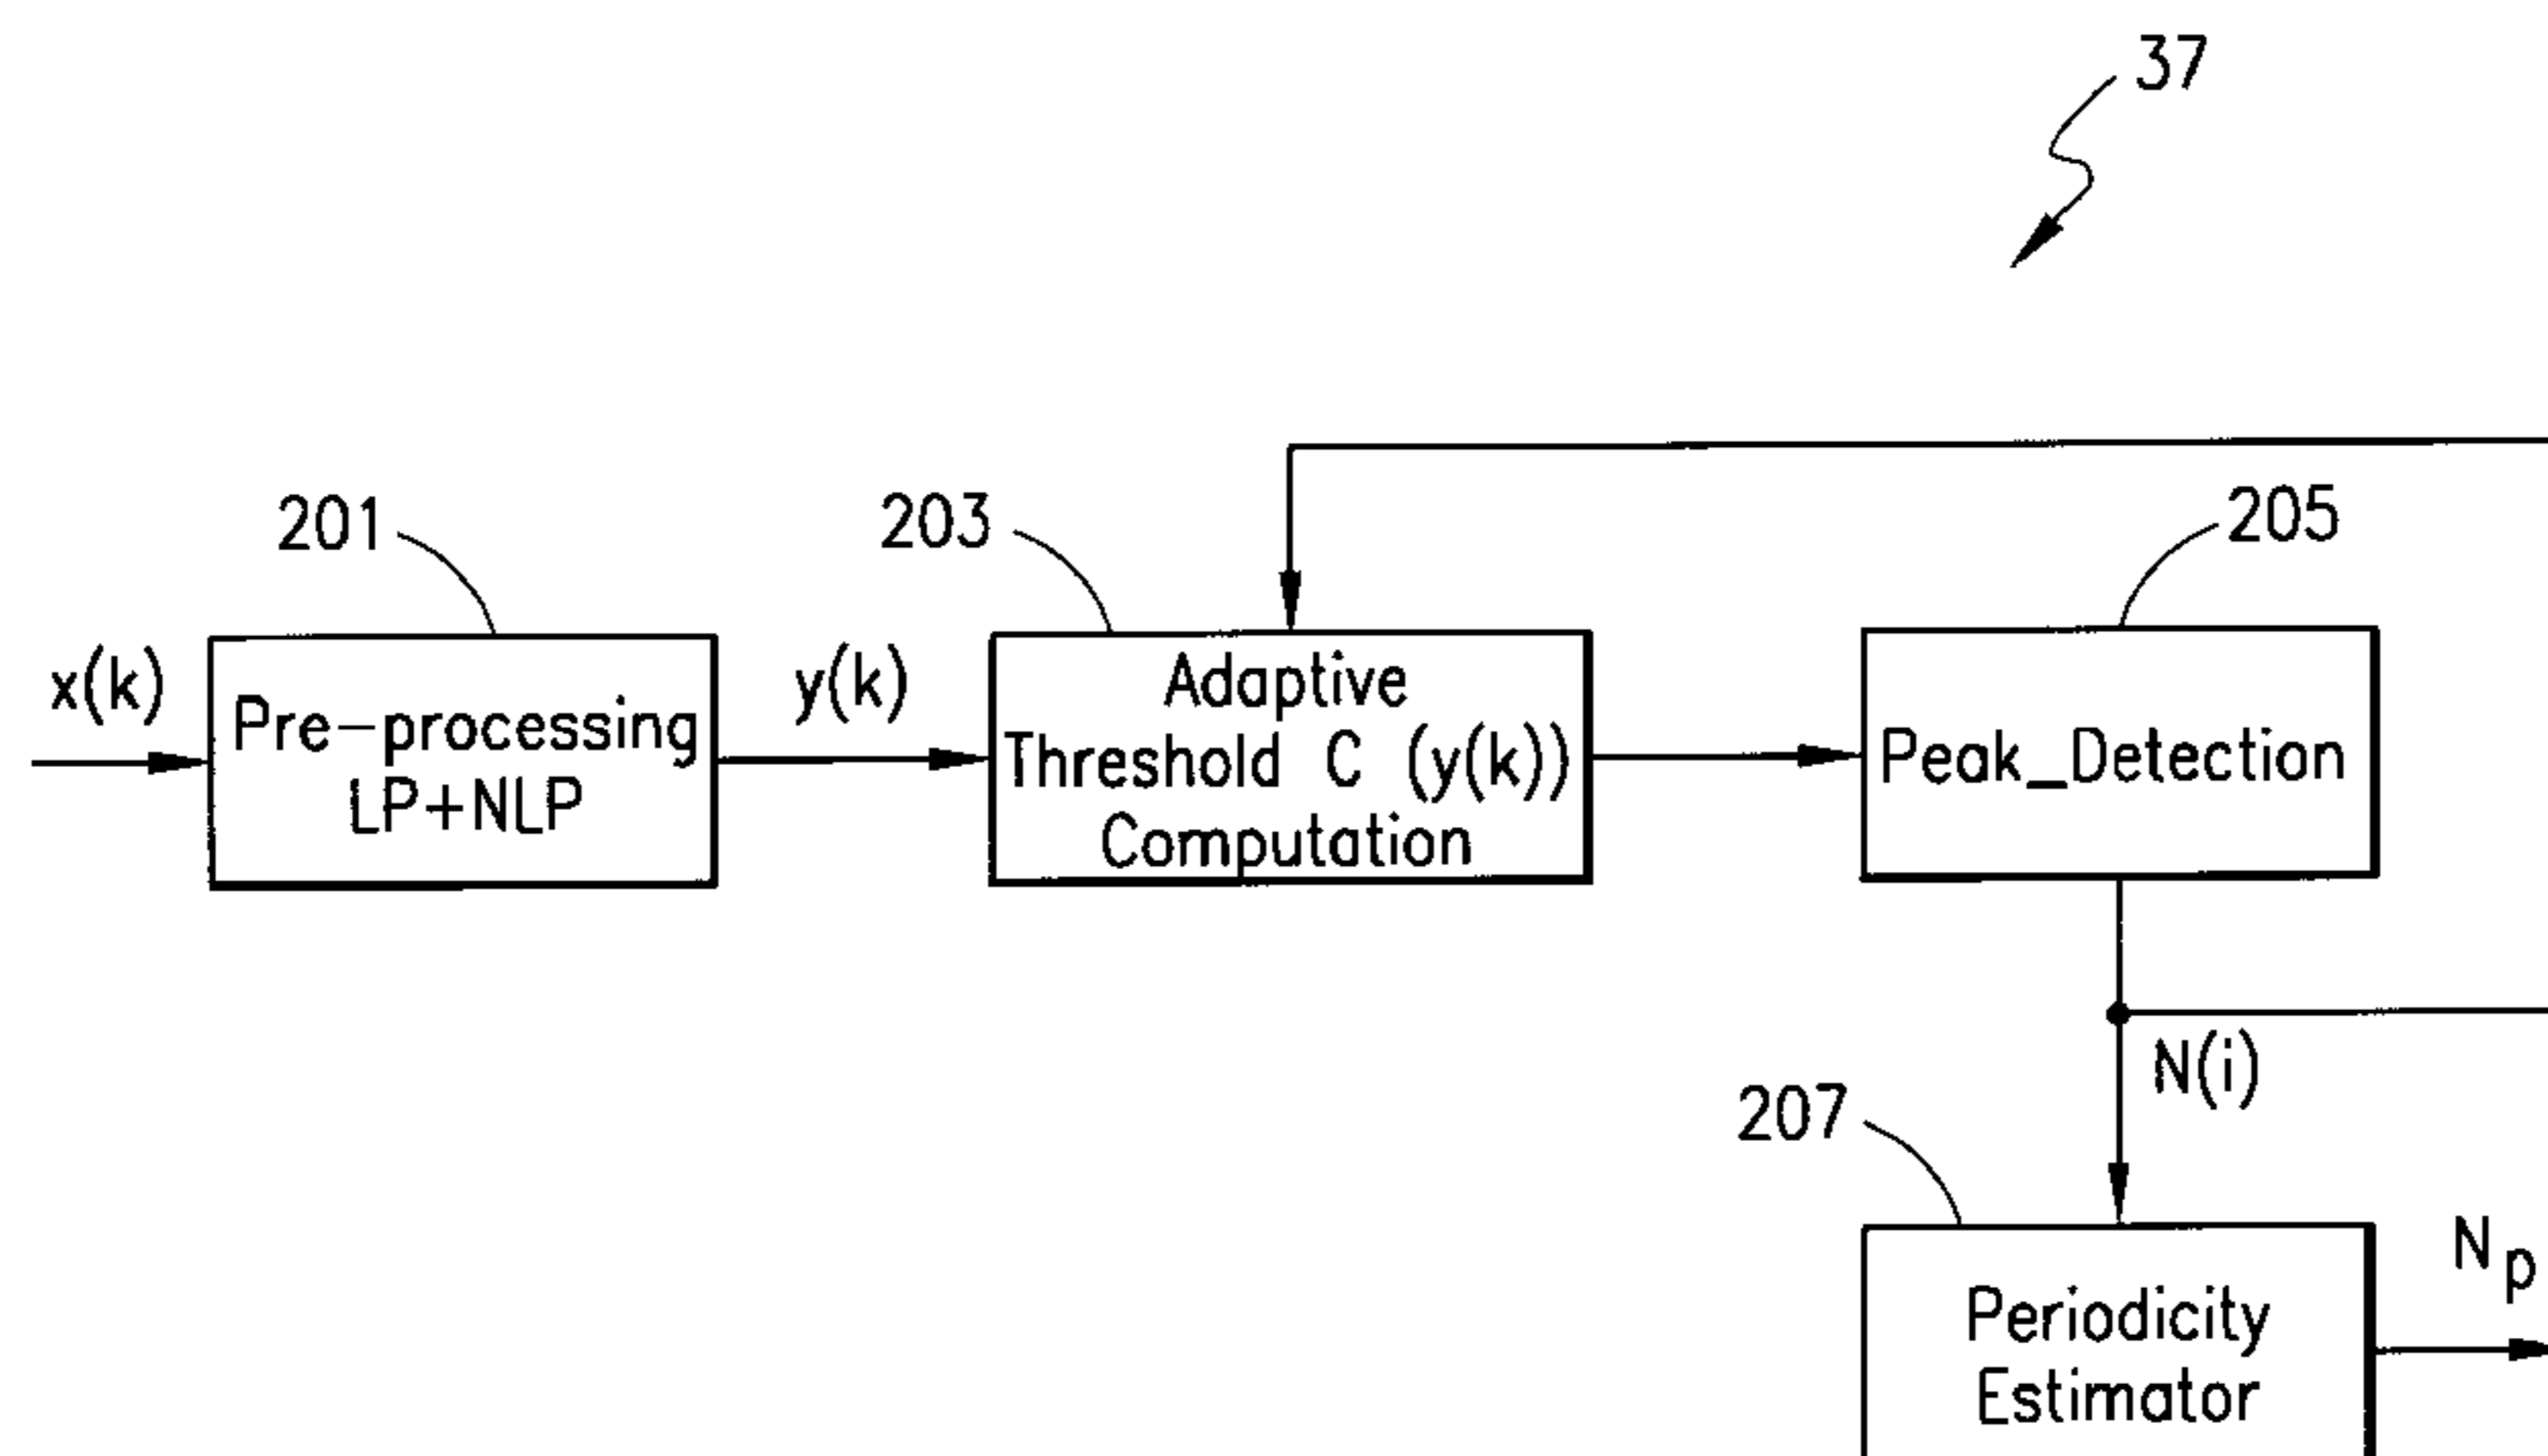 37
201
203
205
x(k)
Pre-processing
LP+NLP
y(k)
Adaptive
Threshold C (y(k))
Computation
Peak_Detection
N(i)
207
Np
Periodicity
Estimator